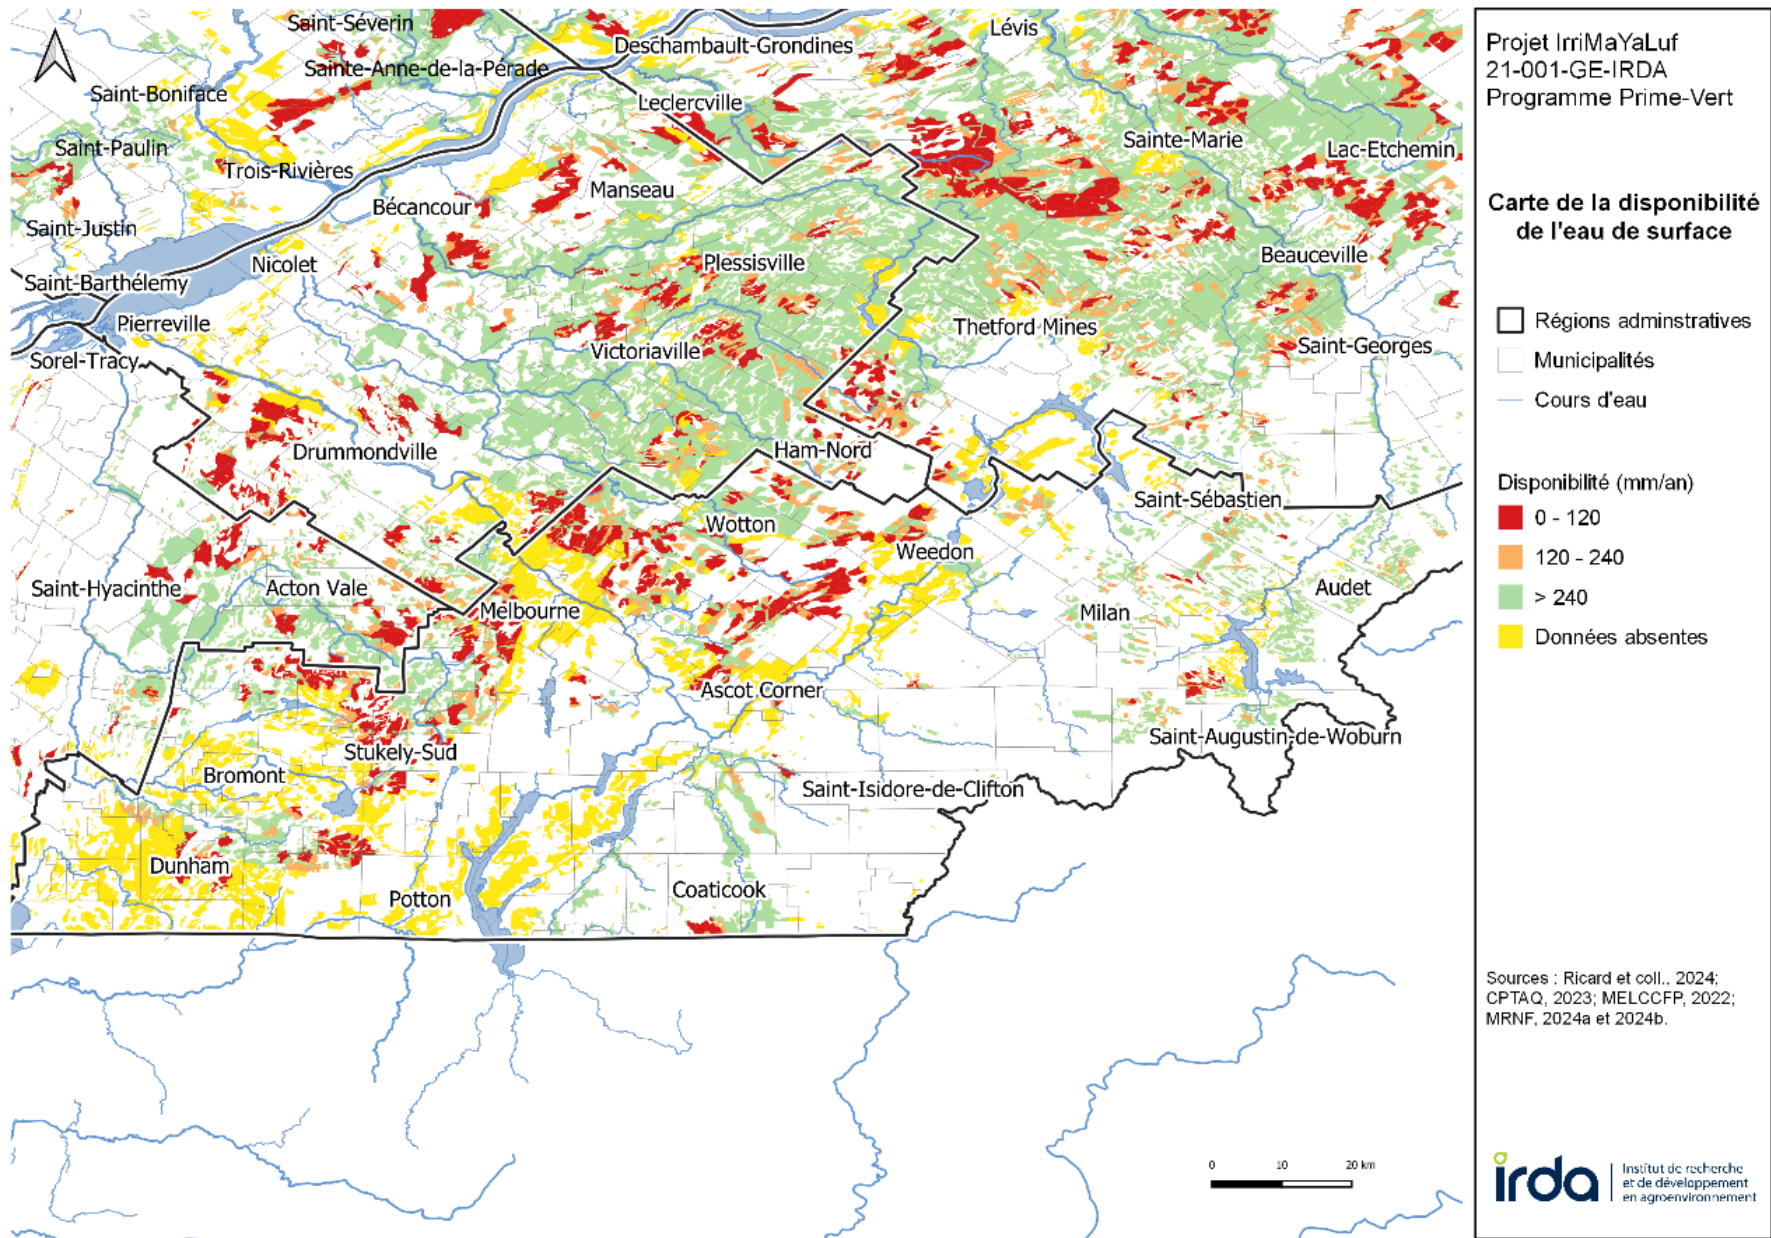 Saint-Séverin
Deschambault-Grondines
Lévis
Sainte-Anne-de-la-Pérade
Saint-Boniface
Leclercville
Saint-Paulin
Sainte-Marie
Lac-Etchemin
Trois-Rivières
Manseau
Bécancour
Saint-Justin
Nicolet
Plessisville
Beauceville
Saint-Barthélemy
Pierreville
Thetford Mines
Sorel-Tracy
Victoriaville
Saint-Georges
Drummondville
Ham-Nord
Saint-Sébastien
Wotton
Weedon
Saint-Hyacinthe
Acton Vale
Melbourne
Milan
Audet
Ascot Corner
Stukely-Sud
Saint-Augustin-de-Woburn
Bromont
Saint-Isidore-de-Clifton
Dunham
Potton
Coaticook
0 10 20 km
Projet IrriMaYaLuf
21-001-GE-IRDA
Programme Prime-Vert
Carte de la disponibilité
de l'eau de surface
Régions adminstratives
Municipalités
Cours d'eau
Disponibilité (mm/an)
0 - 120
120 - 240
> 240
Données absentes
Sources : Ricard et coll., 2024;
CPTAQ, 2023; MELCCFP, 2022;
MRNF, 2024a et 2024b.
irda
Institut de recherche
et de développement
en agroenvironnement